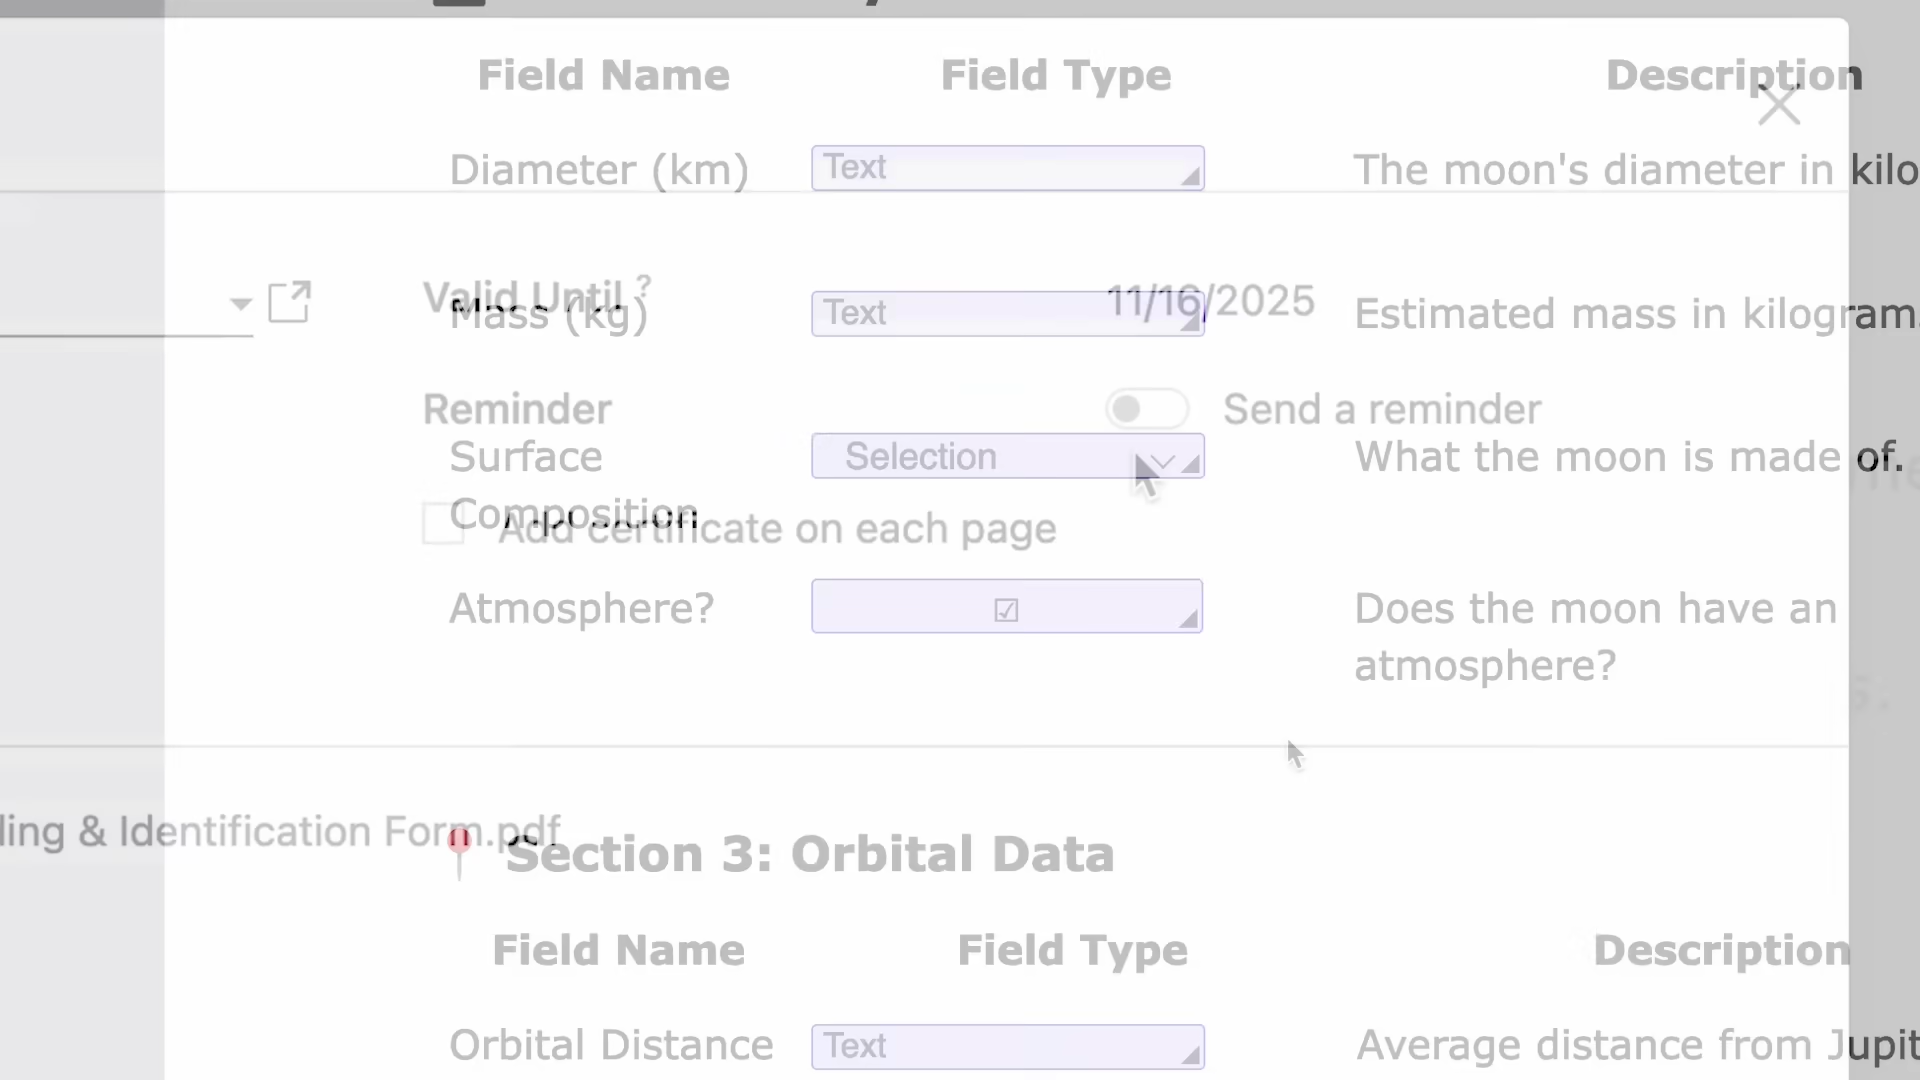 Field Name Field Type Description
Diameter (km) Text The moon's diameter in kilo
Valid Until ? 11/16/2025
Mass (kg) Text Estimated mass in kilogram
Reminder Send a reminder
Surface Selection What the moon is made of.
Composition
Add certificate on each page
Atmosphere? Does the moon have an
atmosphere?
ling & Identification Form.pdf
Section 3: Orbital Data
Field Name Field Type Description
Orbital Distance Text Average distance from Jupit